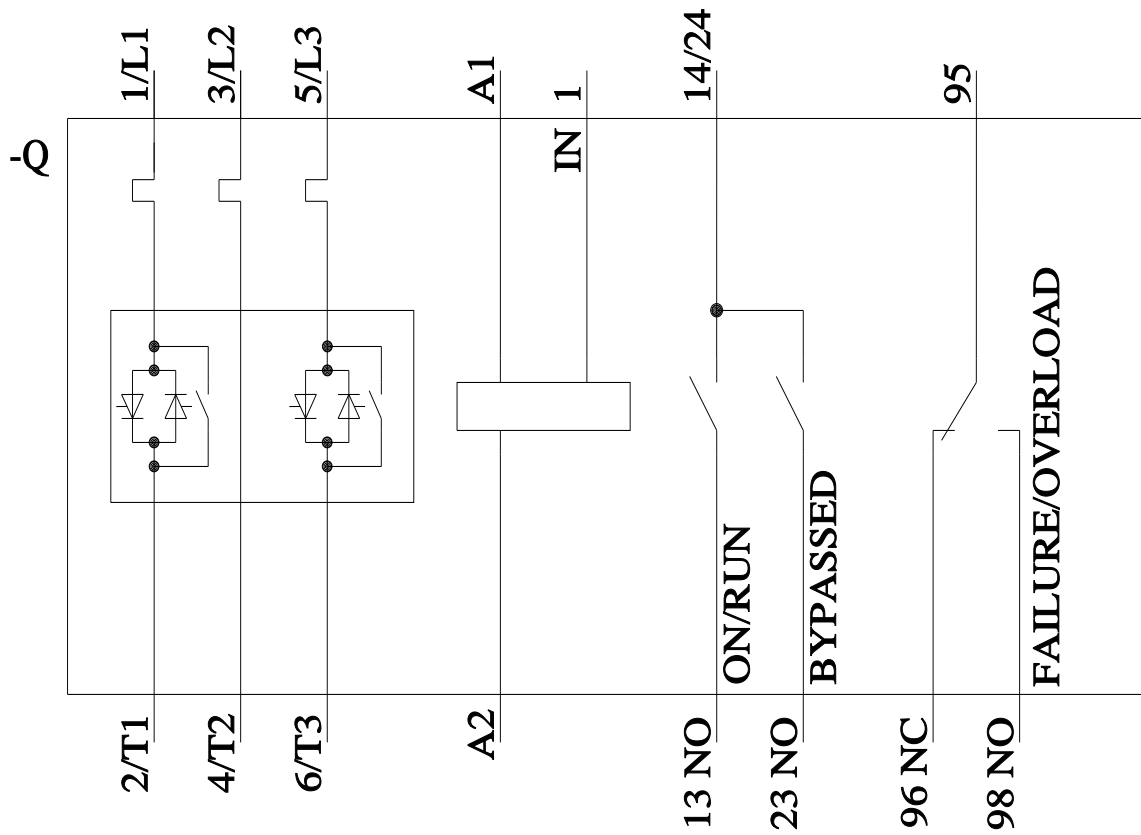 -Q
1/L1
3/L2
5/L3
A1
IN 1
14/24
95
ON/RUN
BYPASSED
FAILURE/OVERLOAD
2/T1
4/T2
6/T3
A2
13 NO
23 NO
96 NC
98 NO